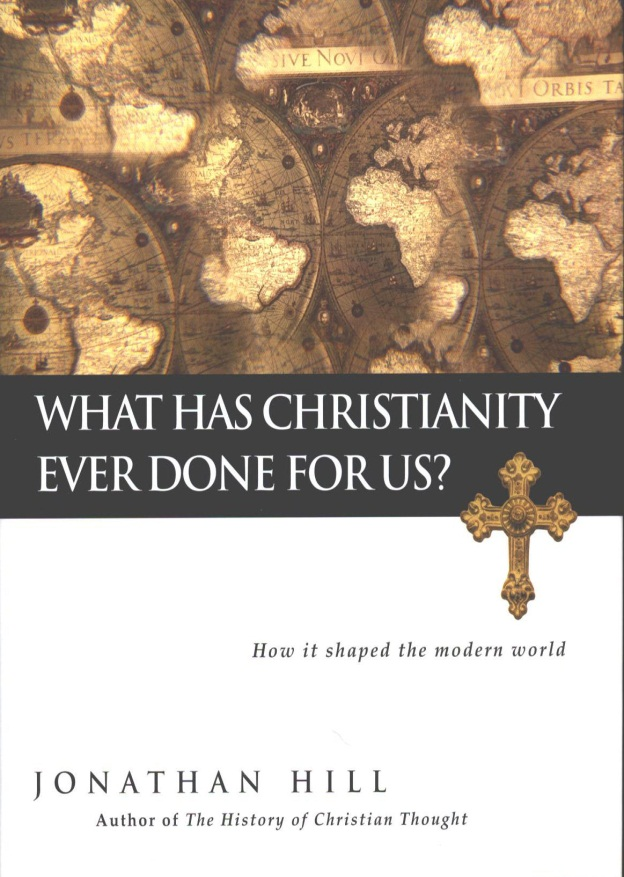 SIVE NOVI O
ORBIS TA
WHAT HAS CHRISTIANITY
EVER DONE FOR US?
How it shaped the modern world
JONATHAN HILL
Author of The History of Christian Thought